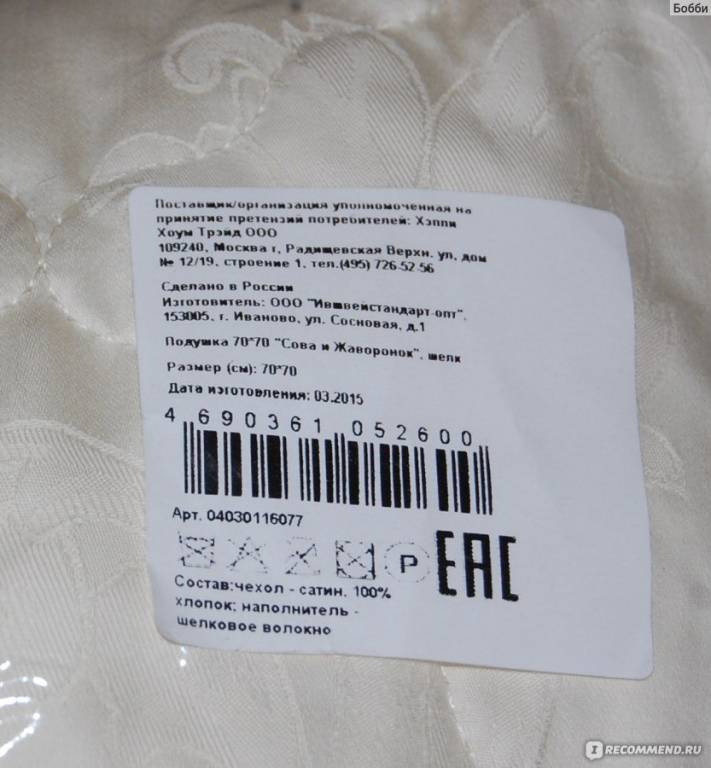 Бобби
Поставщик/организация уполномоченная на
принятие претензий потребителей: Хэппи
Хоум Трэйд ООО
109240, Москва г, Радищевская Верхн. ул, дом
№ 12/19, строение 1, тел.(495) 726-52-56
Сделано в России
Изготовитель: ООО "Ившвейстандарт-опт",
153005, г. Иваново, ул. Сосновая, д.1
Подушка 70*70 "Сова и Жаворонок", шелк
Размер (см): 70*70
Дата изготовления: 03.2015
4 690361 052600
Арт. 04030116077
P EAC
Состав:чехол - сатин, 100%
хлопок; наполнитель -
шелковое волокно
IRECOMMEND.RU